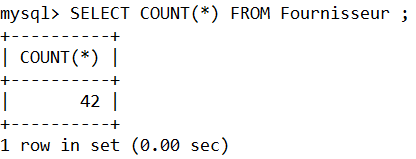 mysql> SELECT COUNT(*) FROM Fournisseur ;
+----------+
| COUNT(*) |
+----------+
|       42 |
+----------+
1 row in set (0.00 sec)